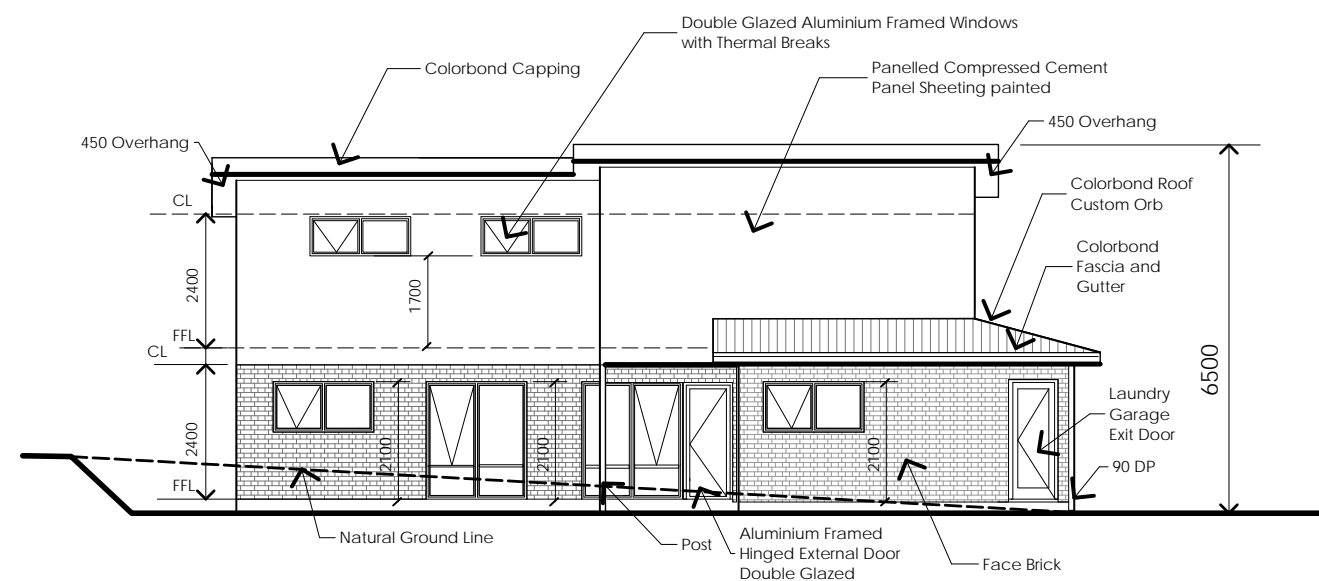 Double Glazed Aluminium Framed Windows
with Thermal Breaks
Colorbond Capping
Panelled Compressed Cement
Panel Sheeting painted
450 Overhang
450 Overhang
CL
Colorbond Roof
Custom Orb
Colorbond
Fascia and
Gutter
2400
1700
FFL
CL
6500
2400
2100
2100
2100
Laundry
Garage
Exit Door
FFL
90 DP
Natural Ground Line
Post
Aluminium Framed
Hinged External Door
Double Glazed
Face Brick